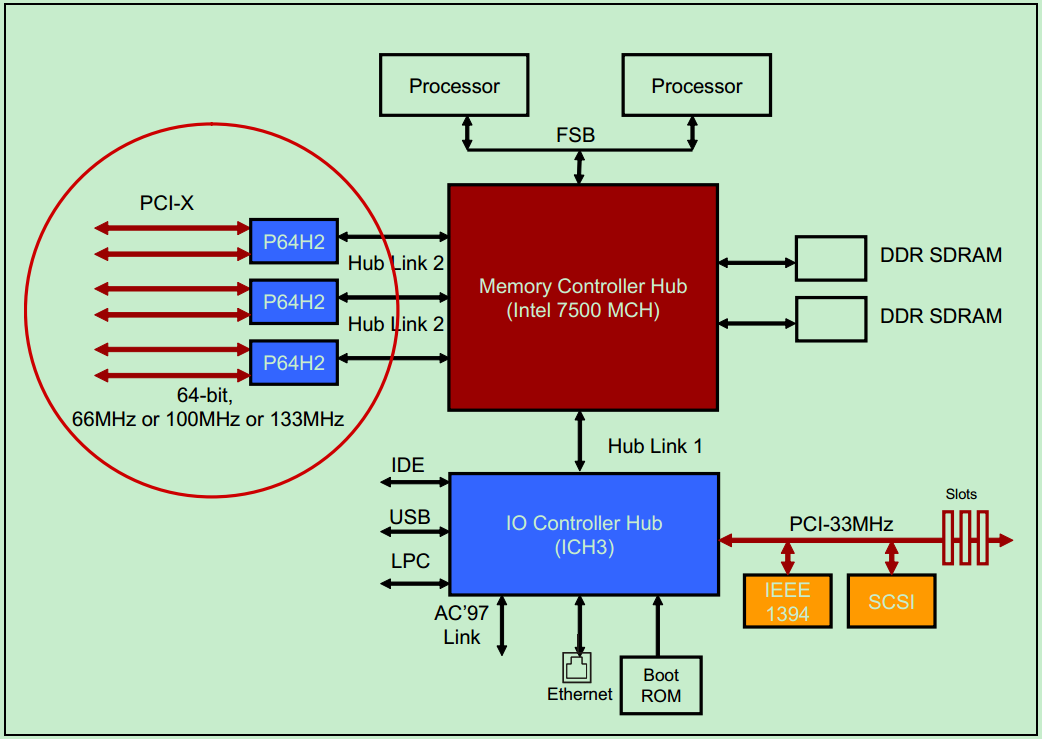 Processor
Processor
FSB
PCI-X
P64H2
Hub Link 2
P64H2
Hub Link 2
P64H2
64-bit,
66MHz or 100MHz or 133MHz
Memory Controller Hub
(Intel 7500 MCH)
DDR SDRAM
DDR SDRAM
Hub Link 1
IDE
USB
LPC
IO Controller Hub
(ICH3)
PCI-33MHz
Slots
IEEE
1394
SCSI
AC’97
Link
Ethernet
Boot
ROM